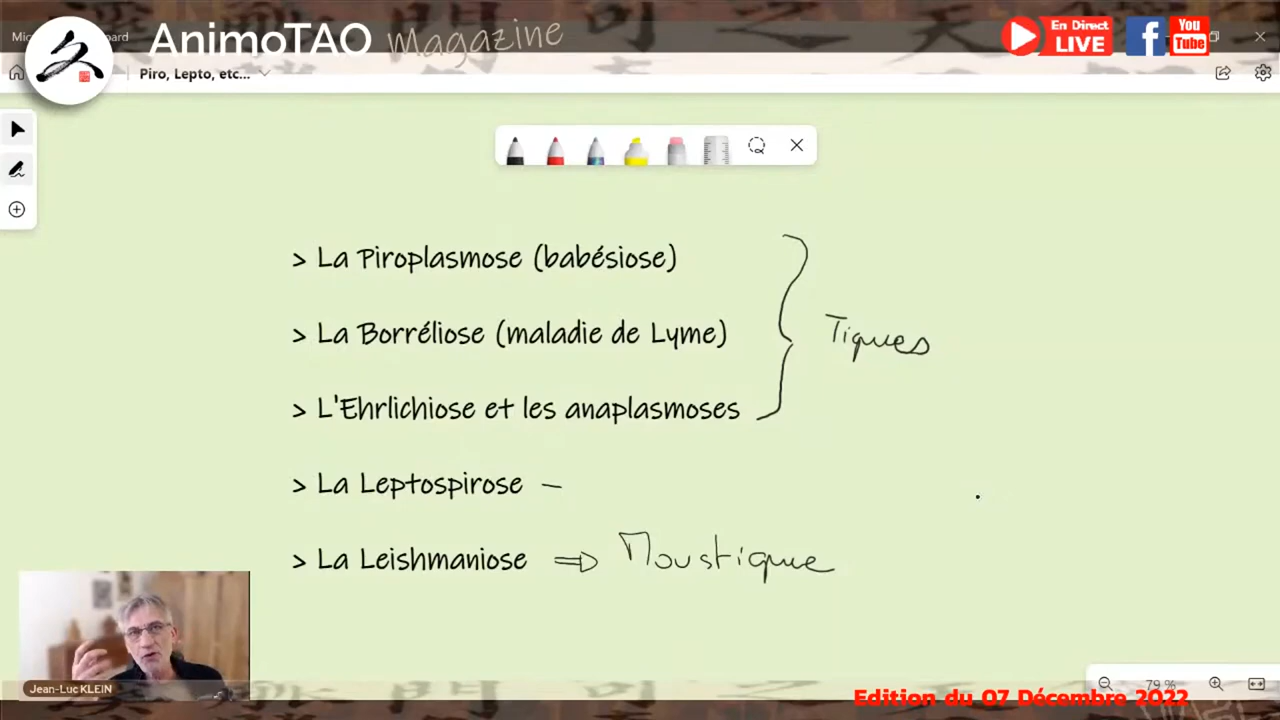 AnimoTAO Magazine
En Direct
LIVE
You
Tube
Piro, Lepto, etc...
> La Piroplasmose (babésiose)
> La Borréliose (maladie de Lyme)
Tiques
> L'Ehrlichiose et les anaplasmoses
> La Leptospirose –
> La Leishmaniose ⇒ Moustique
Jean-Luc KLEIN
79 %
Edition du 07 Décembre 2022